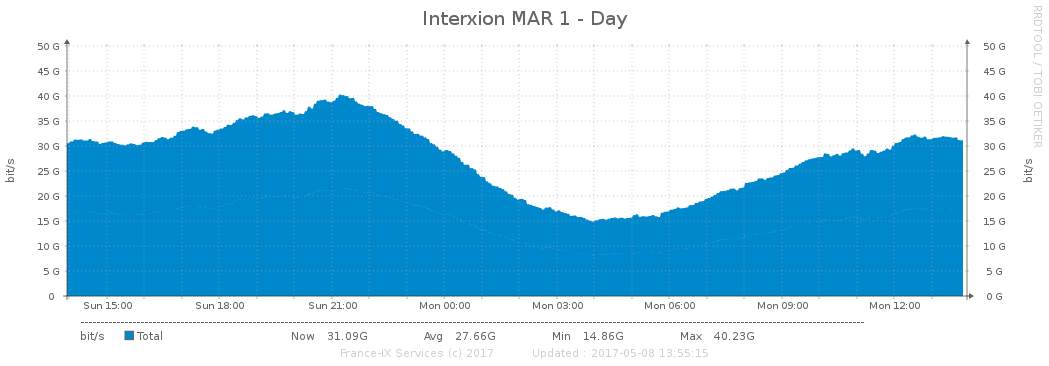 Interxion MAR 1 - Day
RRDTOOL / TOBI OETIKER
50 G 50 G
45 G 45 G
40 G 40 G
35 G 35 G
30 G 30 G
25 G 25 G
20 G 20 G
15 G 15 G
10 G 10 G
5 G 5 G
0 0 G
bit/s
bit/s
Sun 15:00 Sun 18:00 Sun 21:00 Mon 00:00 Mon 03:00 Mon 06:00 Mon 09:00 Mon 12:00
bit/s Total Now 31.09G Avg 27.66G Min 14.86G Max 40.23G
France-IX Services (c) 2017 Updated : 2017-05-08 13:55:15